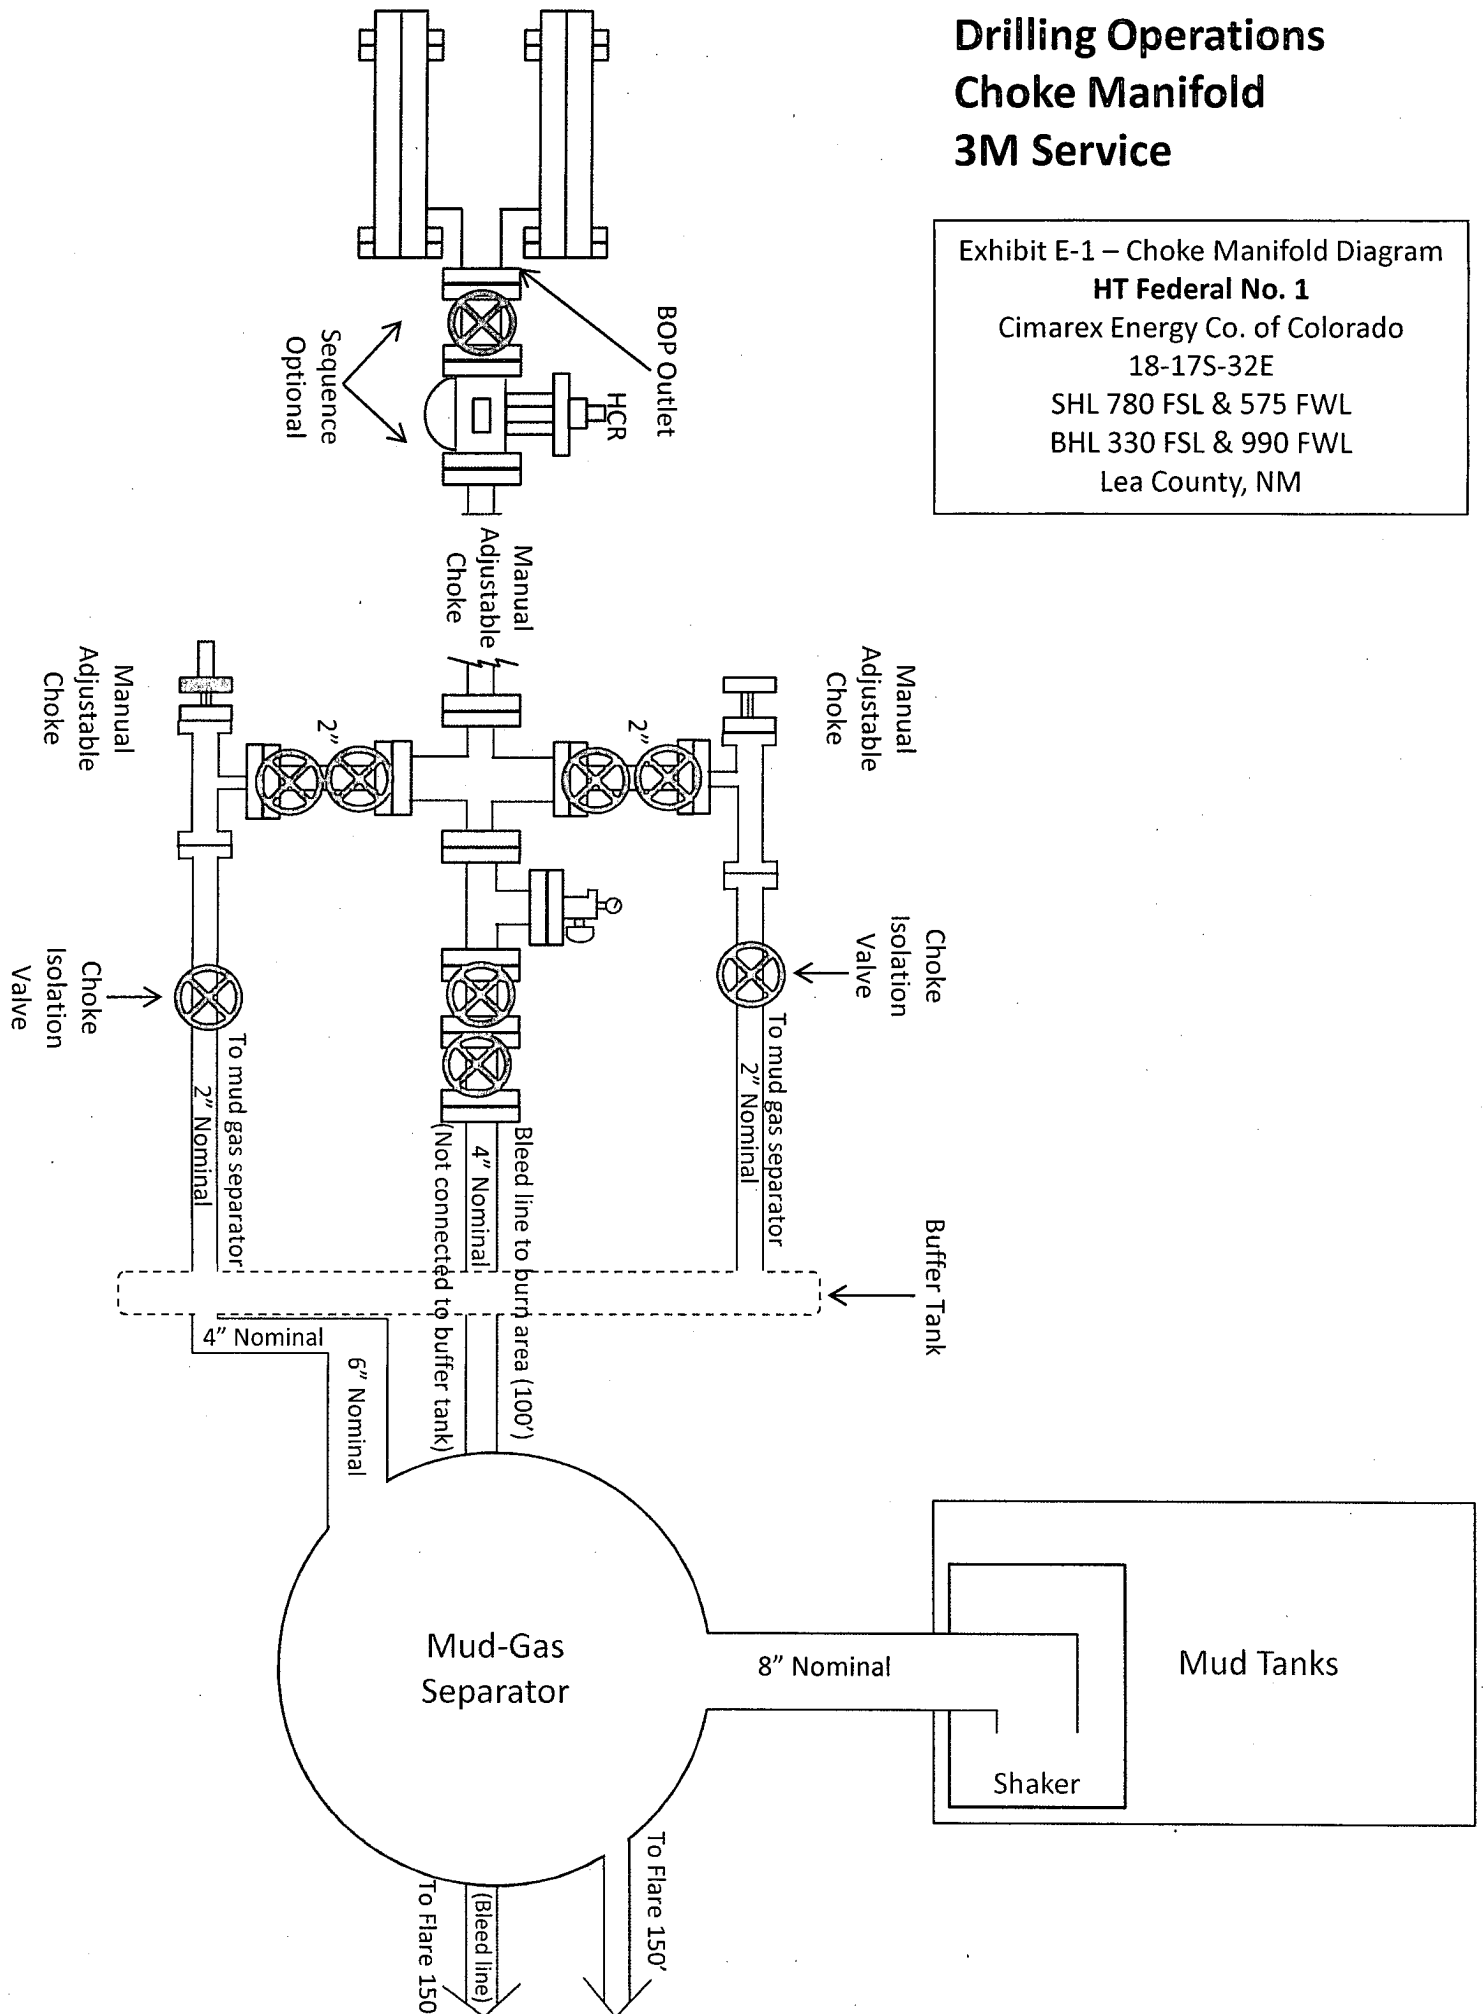 Drilling Operations
Choke Manifold
3M Service
Exhibit E-1 – Choke Manifold Diagram
HT Federal No. 1
Cimarex Energy Co. of Colorado
18-17S-32E
SHL 780 FSL & 575 FWL
BHL 330 FSL & 990 FWL
Lea County, NM
BOP Outlet
HCR
Sequence
Optional
Manual
Adjustable
Choke
Manual
Adjustable
Choke
Manual
Adjustable
Choke
2"
2"
Choke
Isolation
Valve
Choke
Isolation
Valve
To mud gas separator
2" Nominal
To mud gas separator
2" Nominal
Bleed line to burn area (100')
4" Nominal
(Not connected to buffer tank)
Buffer Tank
4" Nominal
6" Nominal
Mud-Gas
Separator
8" Nominal
Mud Tanks
Shaker
To Flare 150'
(Bleed line)
To Flare 150